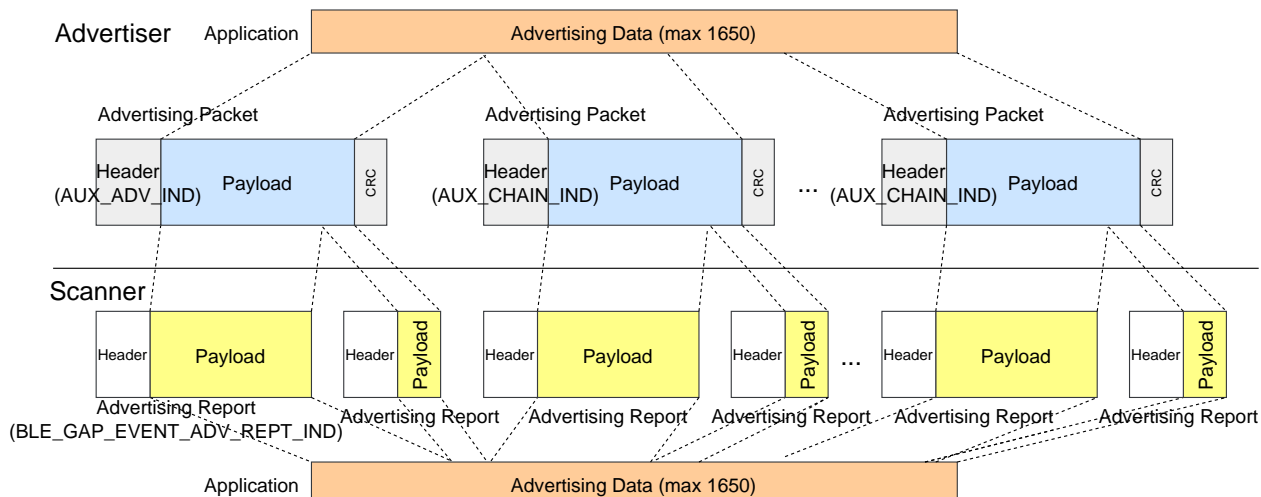 Advertiser
Application
Advertising Data (max 1650)
Advertising Packet
Advertising Packet
Advertising Packet
Header
(AUX_ADV_IND)
Payload
CRC
Header
(AUX_CHAIN_IND)
Payload
CRC
...
Header
(AUX_CHAIN_IND)
Payload
CRC
Scanner
Header
Payload
Header
Payload
Header
Payload
Header
Payload
...
Header
Payload
Header
Payload
Advertising Report
(BLE_GAP_EVENT_ADV_REPT_IND)
Advertising Report
Advertising Report
Advertising Report
Advertising Report
Advertising Report
Application
Advertising Data (max 1650)